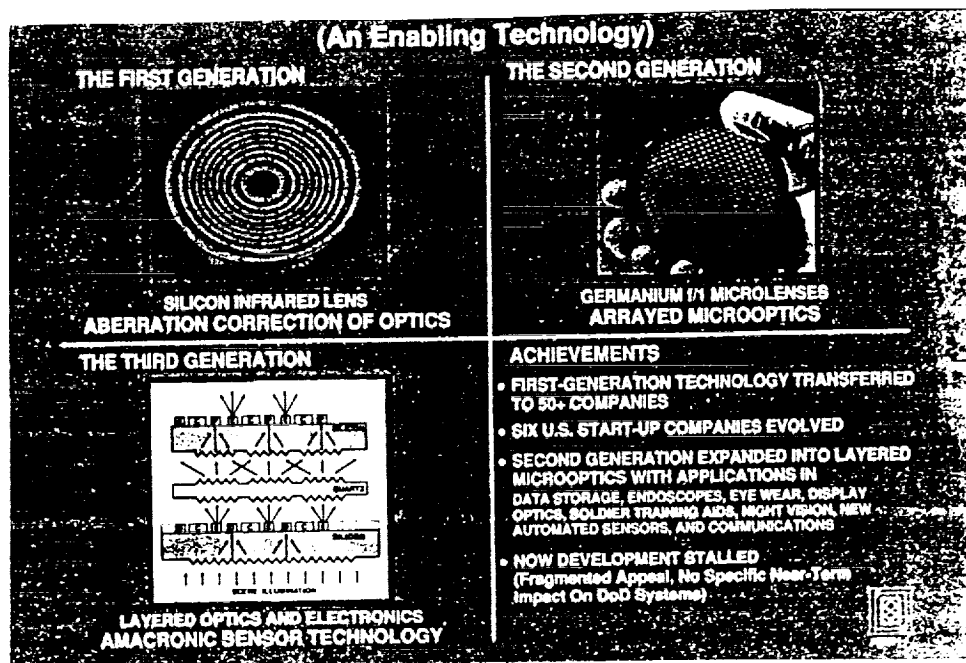 (An Enabling Technology)
THE FIRST GENERATION
SILICON INFRARED LENS
ABERRATION CORRECTION OF OPTICS
THE SECOND GENERATION
GERMANIUM f/1 MICROLENSES
ARRAYED MICROOPTICS
THE THIRD GENERATION
SILICON
QUARTZ
SILICON
SCENE ILLUMINATION
LAYERED OPTICS AND ELECTRONICS
AMACRONIC SENSOR TECHNOLOGY
ACHIEVEMENTS
• FIRST-GENERATION TECHNOLOGY TRANSFERRED
TO 50+ COMPANIES
• SIX U.S. START-UP COMPANIES EVOLVED
• SECOND GENERATION EXPANDED INTO LAYERED
MICROOPTICS WITH APPLICATIONS IN
DATA STORAGE, ENDOSCOPES, EYE WEAR, DISPLAY
OPTICS, SOLDIER TRAINING AIDS, NIGHT VISION, NEW
AUTOMATED SENSORS, AND COMMUNICATIONS
• NOW DEVELOPMENT STALLED
(Fragmented Appeal, No Specific Near-Term
Impact On DoD Systems)